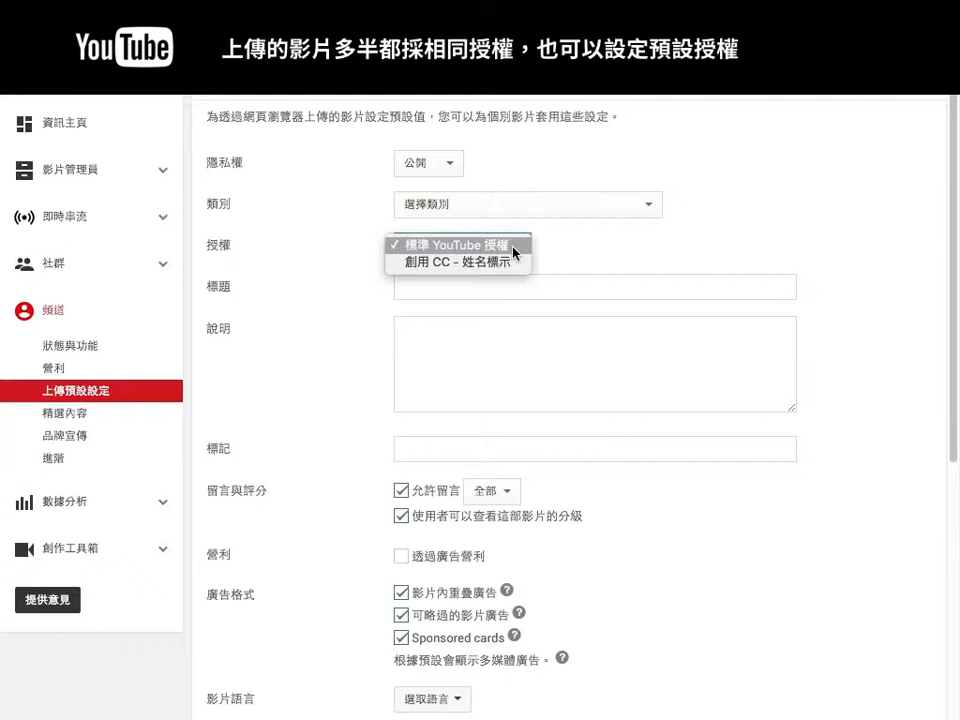 YouTube 上傳的影片多半都採相同授權，也可以設定預設授權
資訊主頁
影片管理員
即時串流
社群
頻道
狀態與功能
營利
上傳預設設定
精選內容
品牌宣傳
進階
數據分析
創作工具箱
提供意見
為透過網頁瀏覽器上傳的影片設定預設值，您可以為個別影片套用這些設定。
隱私權 公開
類別 選擇類別
授權 ✓ 標準 YouTube 授權
創用 CC - 姓名標示
標題
說明
標記
留言與評分 允許留言 全部
使用者可以查看這部影片的分級
營利 透過廣告營利
廣告格式 影片內重疊廣告 ?
可略過的影片廣告 ?
Sponsored cards ?
根據預設會顯示多媒體廣告。 ?
影片語言 選取語言